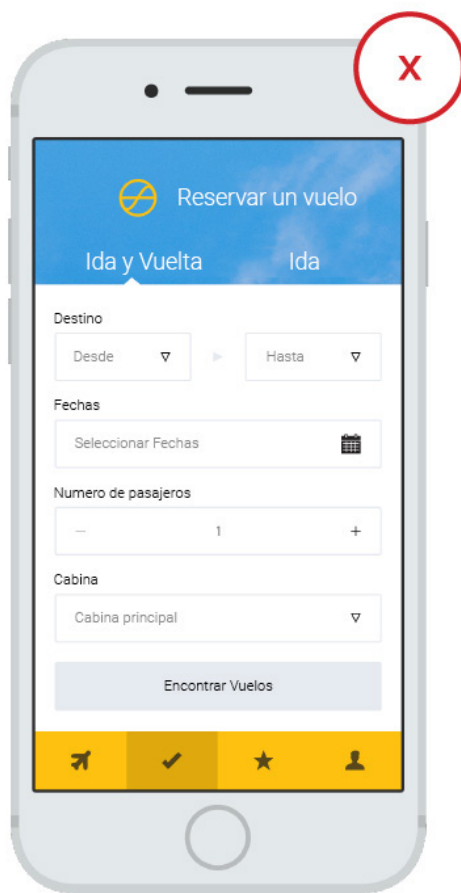 X
Reservar un vuelo
Ida y Vuelta Ida
Destino
Desde Hasta
Fechas
Seleccionar Fechas
Numero de pasajeros
− 1 +
Cabina
Cabina principal
Encontrar Vuelos